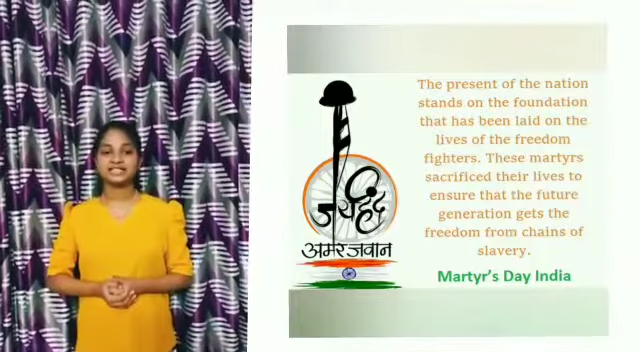 The present of the nation
stands on the foundation
that has been laid on the
lives of the freedom
fighters. These martyrs
sacrificed their lives to
ensure that the future
generation gets the
freedom from chains of
slavery.
Martyr's Day India
जयहिंद
अमर जवान